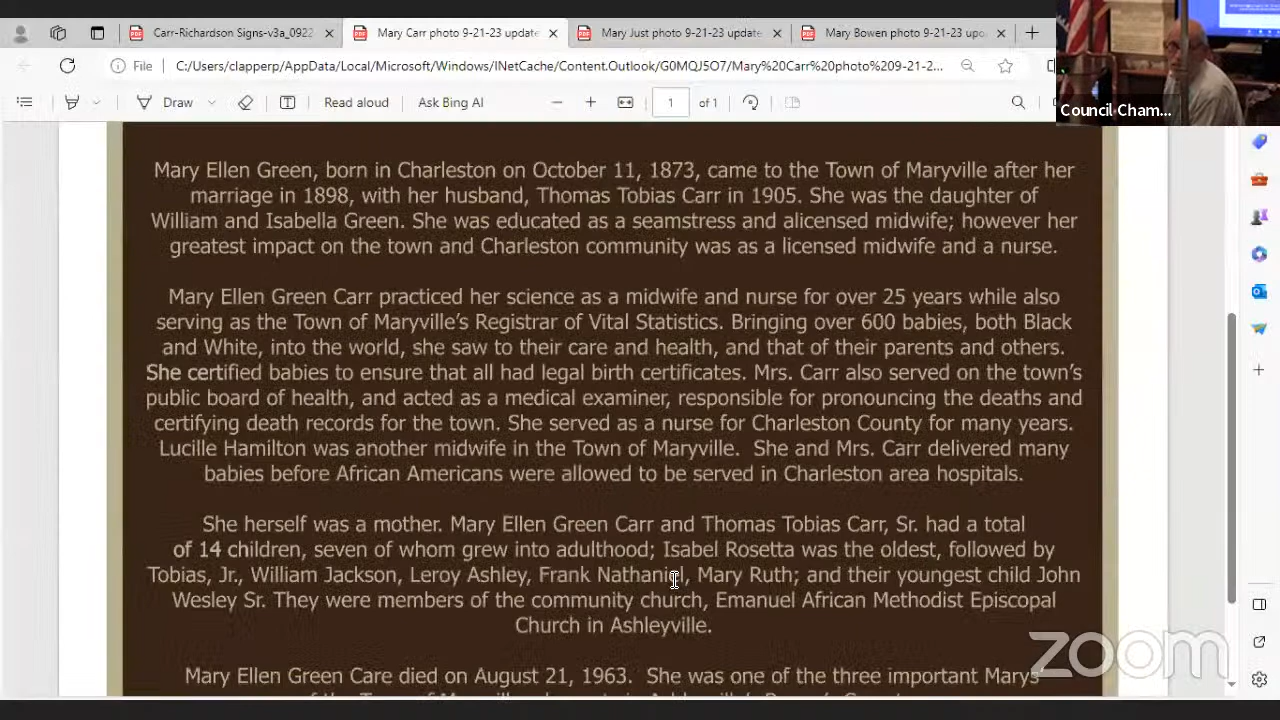 Carr-Richardson Signs-v3a_0922
Mary Carr photo 9-21-23 update
Mary Just photo 9-21-23 update
Mary Bowen photo 9-21-23 upo
File
C:/Users/clapperp/AppData/Local/Microsoft/Windows/INetCache/Content.Outlook/G0MQJ5O7/Mary%20Carr%20photo%209-21-2...
Draw
Read aloud
Ask Bing AI
1
of 1
Council Cham...
Mary Ellen Green, born in Charleston on October 11, 1873, came to the Town of Maryville after her
marriage in 1898, with her husband, Thomas Tobias Carr in 1905. She was the daughter of
William and Isabella Green. She was educated as a seamstress and alicensed midwife; however her
greatest impact on the town and Charleston community was as a licensed midwife and a nurse.
Mary Ellen Green Carr practiced her science as a midwife and nurse for over 25 years while also
serving as the Town of Maryville's Registrar of Vital Statistics. Bringing over 600 babies, both Black
and White, into the world, she saw to their care and health, and that of their parents and others.
She certified babies to ensure that all had legal birth certificates. Mrs. Carr also served on the town's
public board of health, and acted as a medical examiner, responsible for pronouncing the deaths and
certifying death records for the town. She served as a nurse for Charleston County for many years.
Lucille Hamilton was another midwife in the Town of Maryville. She and Mrs. Carr delivered many
babies before African Americans were allowed to be served in Charleston area hospitals.
She herself was a mother. Mary Ellen Green Carr and Thomas Tobias Carr, Sr. had a total
of 14 children, seven of whom grew into adulthood; Isabel Rosetta was the oldest, followed by
Tobias, Jr., William Jackson, Leroy Ashley, Frank Nathaniel, Mary Ruth; and their youngest child John
Wesley Sr. They were members of the community church, Emanuel African Methodist Episcopal
Church in Ashleyville.
Mary Ellen Green Care died on August 21, 1963. She was one of the three important Marys
zoom